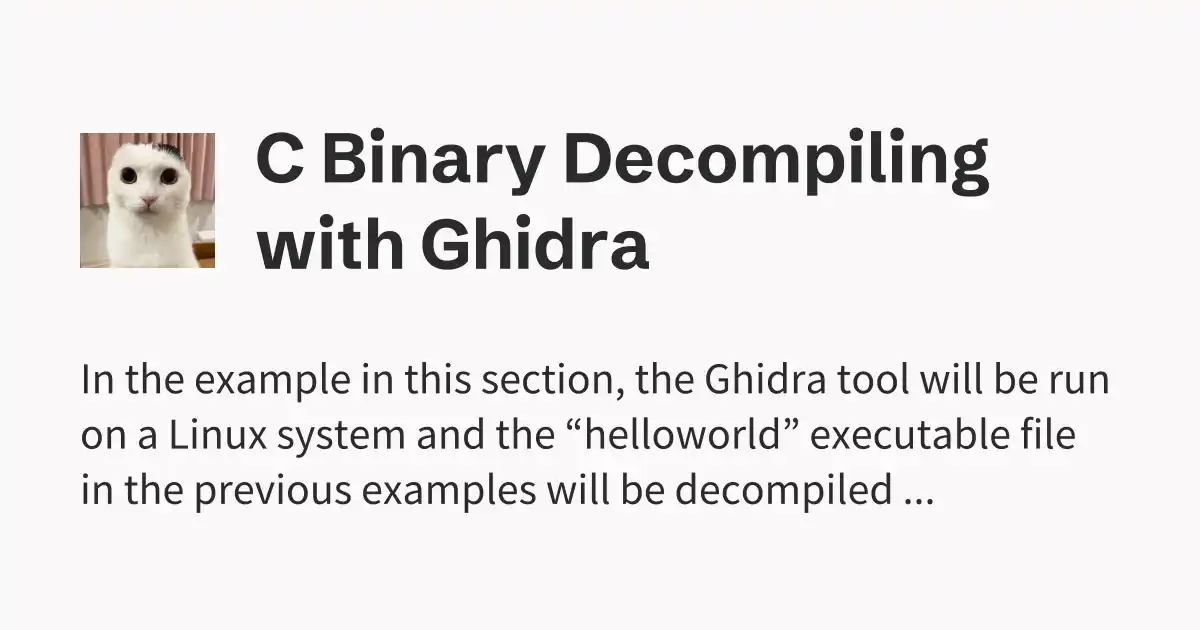 C Binary Decompiling
with Ghidra
In the example in this section, the Ghidra tool will be run
on a Linux system and the “helloworld” executable file
in the previous examples will be decompiled ...